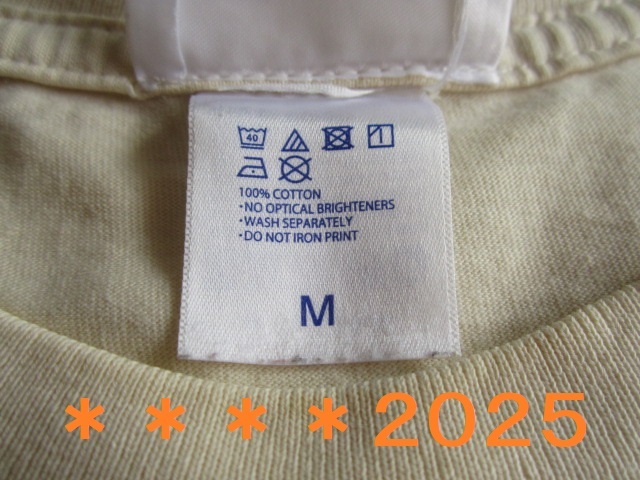 40
100% COTTON
・NO OPTICAL BRIGHTENERS
・WASH SEPARATELY
・DO NOT IRON PRINT
M
＊＊＊＊2025